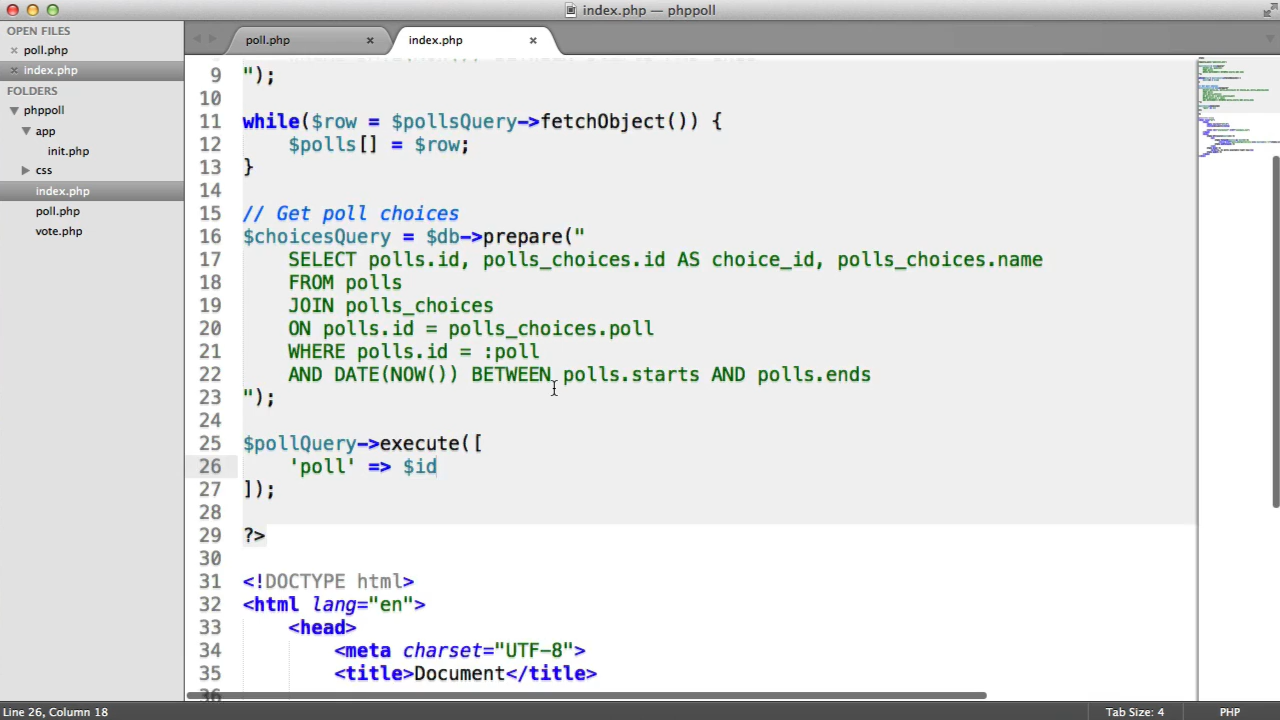 index.php — phppoll
OPEN FILES
poll.php
index.php
FOLDERS
phppoll
app
init.php
css
index.php
poll.php
vote.php
poll.php
index.php
9 ");
10
11 while($row = $pollsQuery->fetchObject()) {
12 $polls[] = $row;
13 }
14
15 // Get poll choices
16 $choicesQuery = $db->prepare("
17 SELECT polls.id, polls_choices.id AS choice_id, polls_choices.name
18 FROM polls
19 JOIN polls_choices
20 ON polls.id = polls_choices.poll
21 WHERE polls.id = :poll
22 AND DATE(NOW()) BETWEEN polls.starts AND polls.ends
23 ");
24
25 $pollQuery->execute([
26 'poll' => $id
27 ]);
28
29 ?>
30
31 <!DOCTYPE html>
32 <html lang="en">
33 <head>
34 <meta charset="UTF-8">
35 <title>Document</title>
Line 26, Column 18
Tab Size: 4
PHP